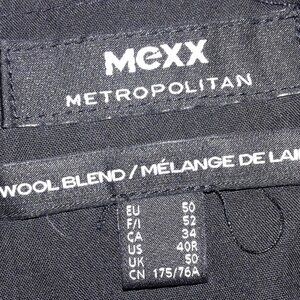 MEXX
METROPOLITAN
WOOL BLEND / MÉLANGE DE LAI
EU 50
F/I 52
CA 34
US 40R
UK 50
CN 175/76A